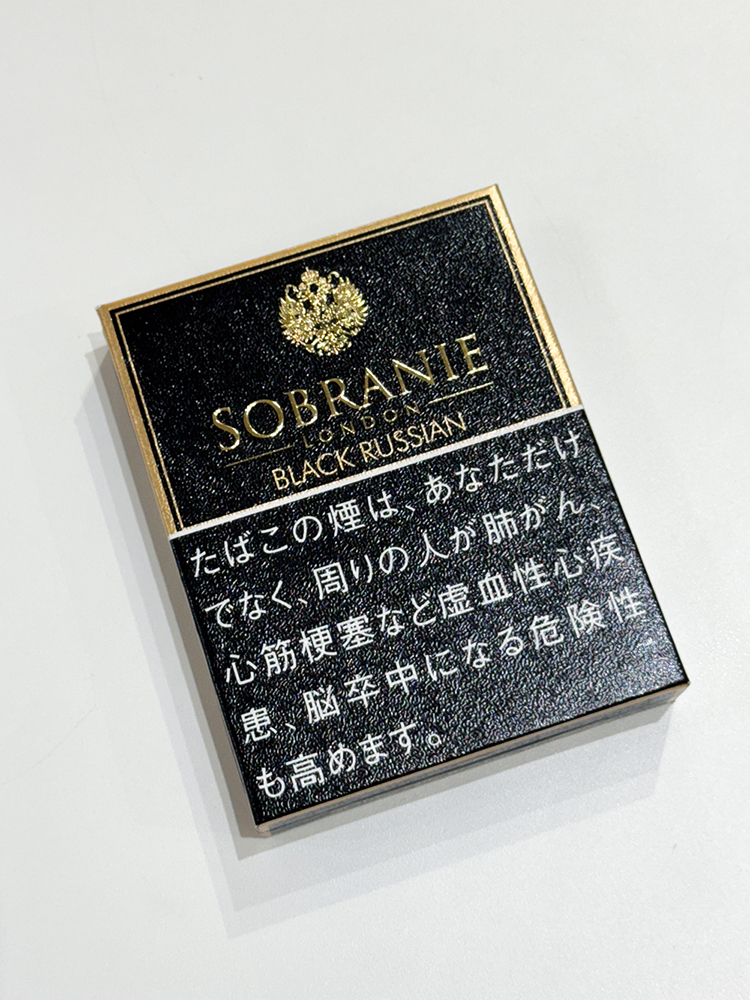 SOBRANIE
LONDON
BLACK RUSSIAN
たばこの煙は、あなただけ
でなく、周りの人が肺がん、
心筋梗塞など虚血性心疾
患、脳卒中になる危険性
も高めます。